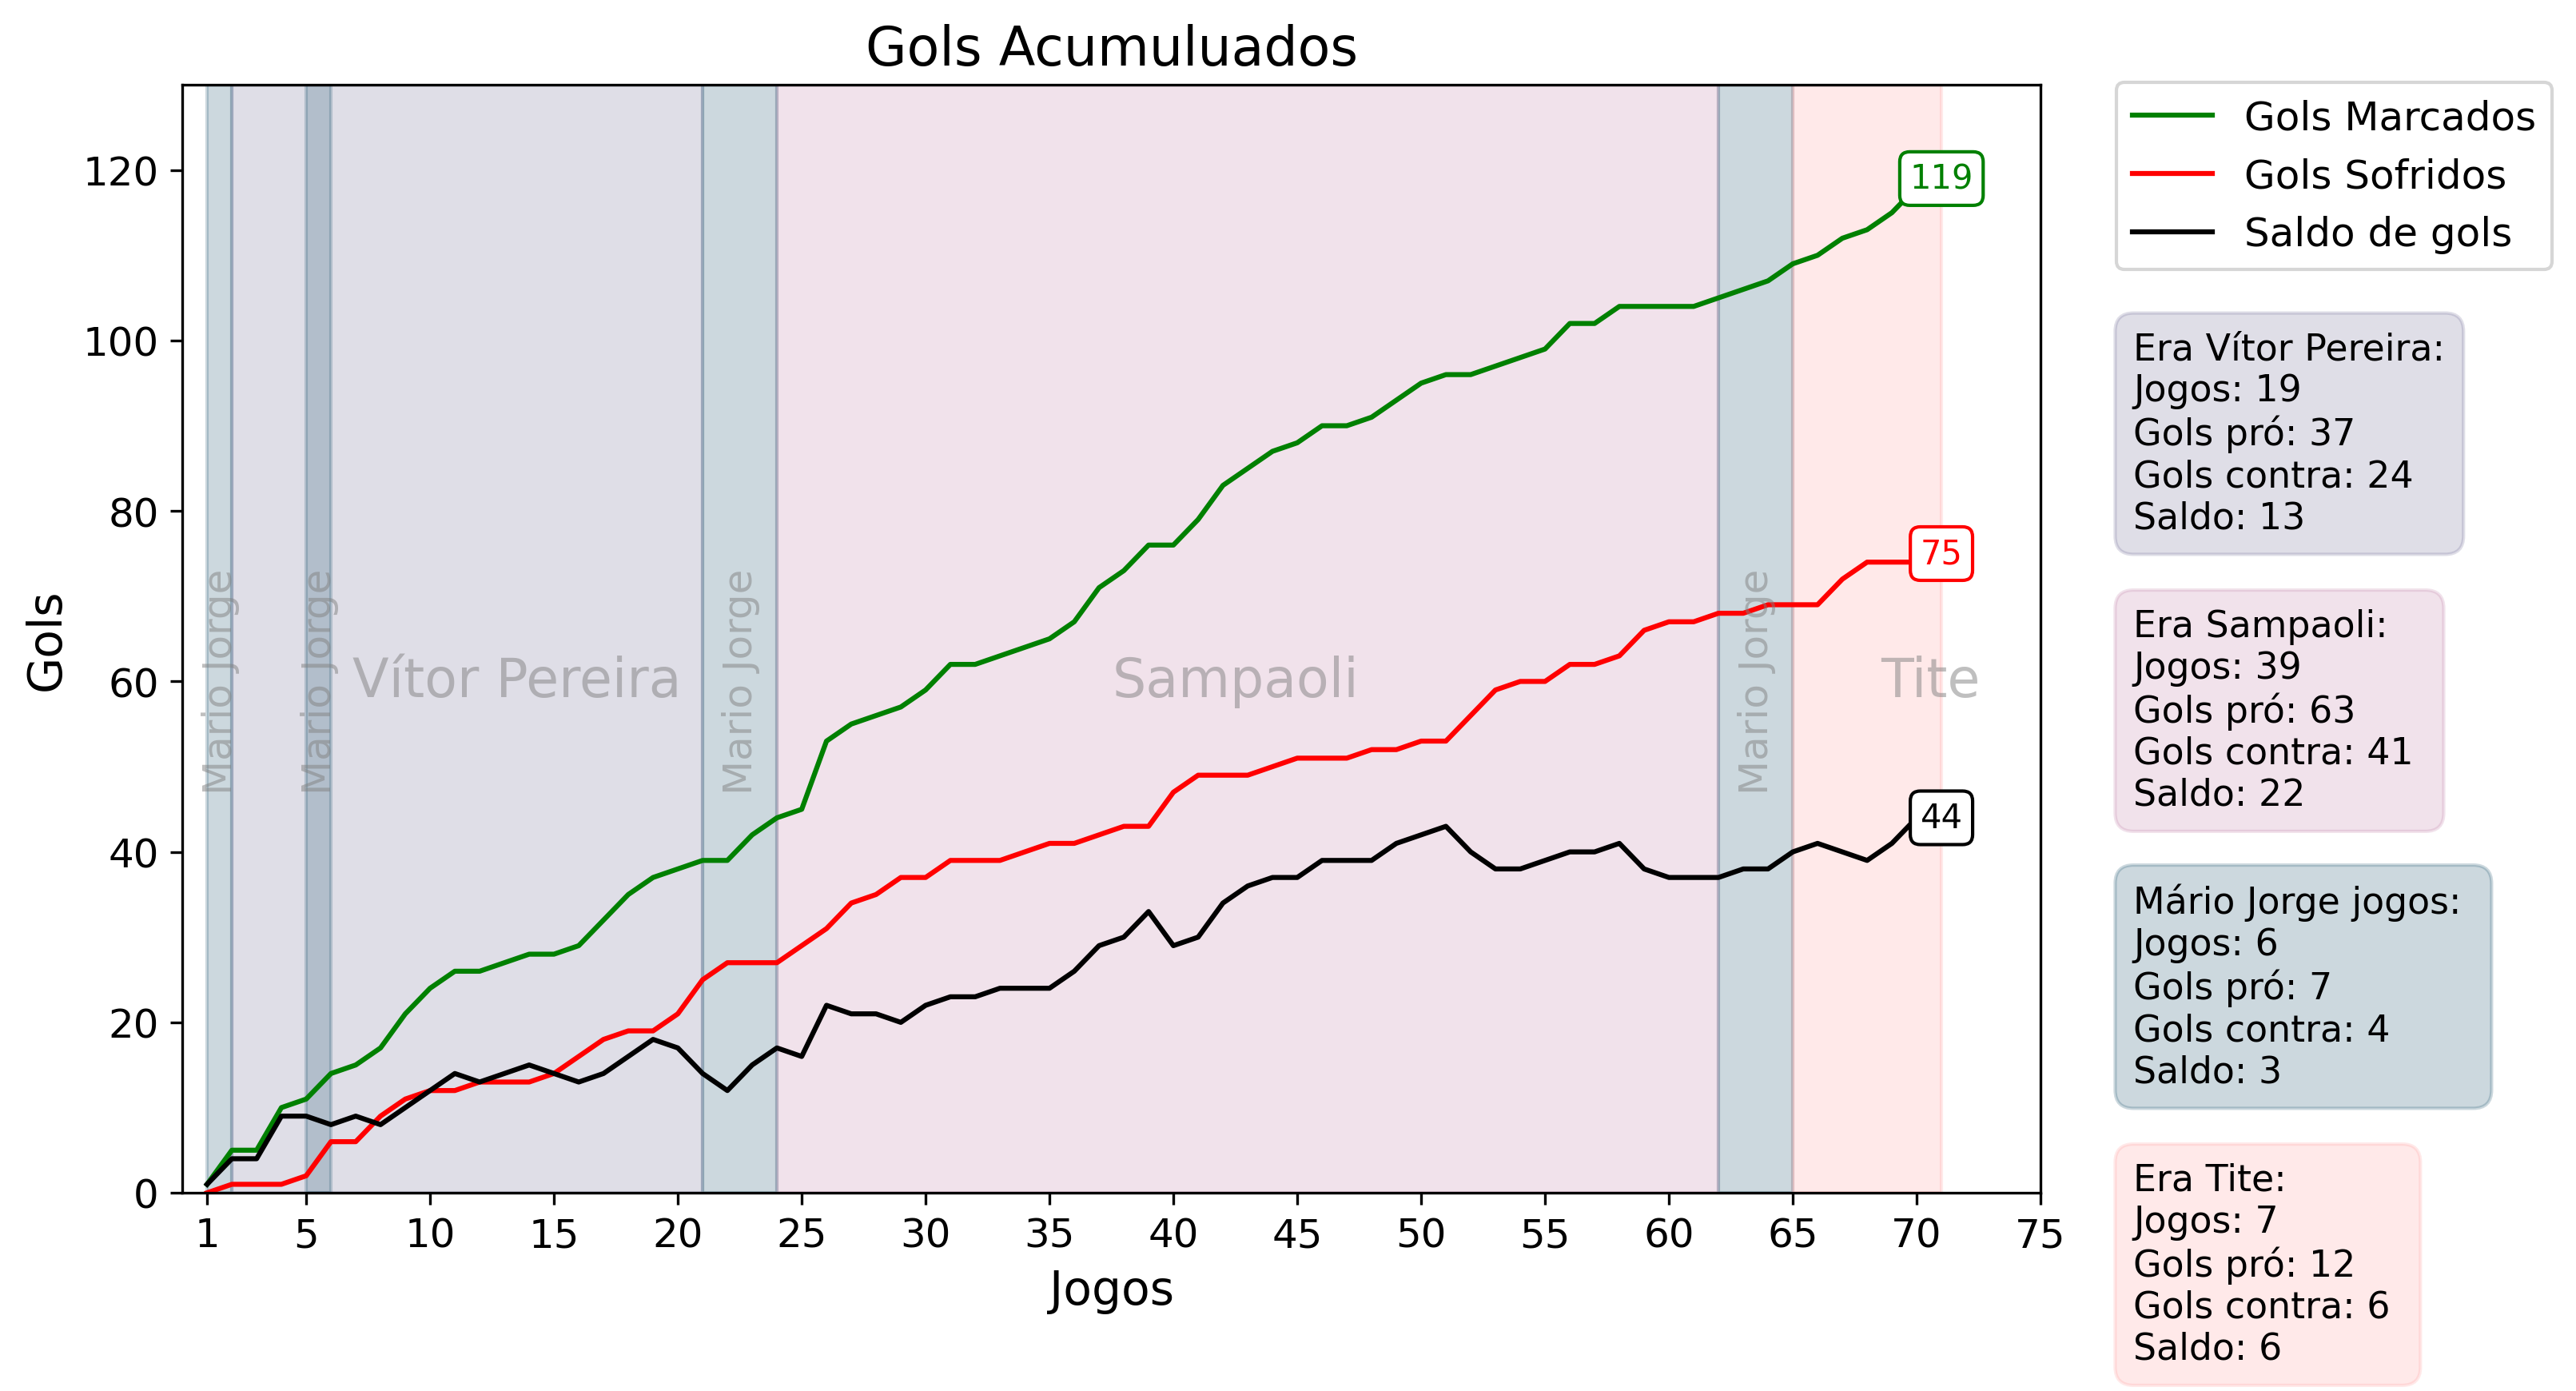 Gols Acumuluados
Gols
120
100
80
60
40
20
0
Mario Jorge
Mario Jorge
Vítor Pereira
Mario Jorge
Sampaoli
Mario Jorge
Tite
119
75
44
1 5 10 15 20 25 30 35 40 45 50 55 60 65 70 75
Jogos
Gols Marcados
Gols Sofridos
Saldo de gols
Era Vítor Pereira:
Jogos: 19
Gols pró: 37
Gols contra: 24
Saldo: 13
Era Sampaoli:
Jogos: 39
Gols pró: 63
Gols contra: 41
Saldo: 22
Mário Jorge jogos:
Jogos: 6
Gols pró: 7
Gols contra: 4
Saldo: 3
Era Tite:
Jogos: 7
Gols pró: 12
Gols contra: 6
Saldo: 6